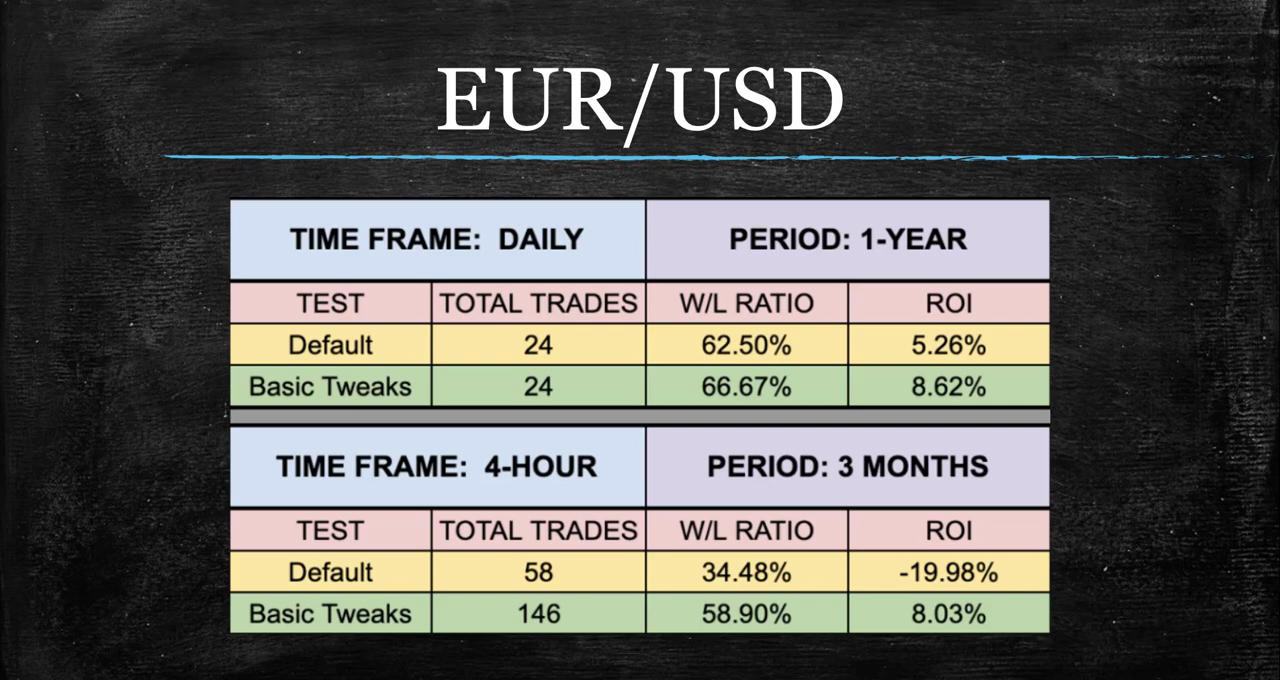 EUR/USD
TIME FRAME: DAILY PERIOD: 1-YEAR
TEST TOTAL TRADES W/L RATIO ROI
Default 24 62.50% 5.26%
Basic Tweaks 24 66.67% 8.62%
TIME FRAME: 4-HOUR PERIOD: 3 MONTHS
TEST TOTAL TRADES W/L RATIO ROI
Default 58 34.48% -19.98%
Basic Tweaks 146 58.90% 8.03%